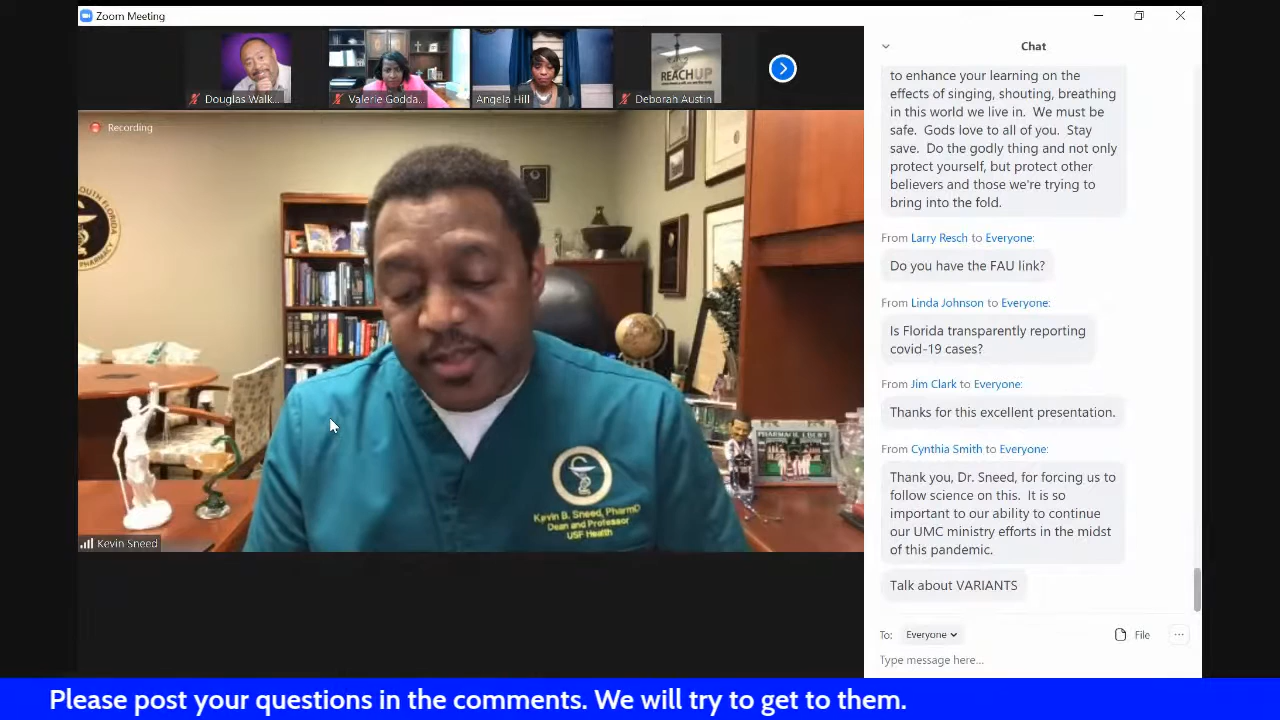 Zoom Meeting
Douglas Walk...
Valerie Godda...
Angela Hill
REACHUP
Deborah Austin
Recording
SOUTH FLORIDA
PHARMACY
PHARMACIE LIBERT
Kevin B. Sneed, PharmD
Dean and Professor
USF Health
Kevin Sneed
Chat
to enhance your learning on the
effects of singing, shouting, breathing
in this world we live in. We must be
safe. Gods love to all of you. Stay
save. Do the godly thing and not only
protect yourself, but protect other
believers and those we're trying to
bring into the fold.
From Larry Resch to Everyone:
Do you have the FAU link?
From Linda Johnson to Everyone:
Is Florida transparently reporting
covid-19 cases?
From Jim Clark to Everyone:
Thanks for this excellent presentation.
From Cynthia Smith to Everyone:
Thank you, Dr. Sneed, for forcing us to
follow science on this. It is so
important to our ability to continue
our UMC ministry efforts in the midst
of this pandemic.
Talk about VARIANTS
To: Everyone File ...
Type message here...
Please post your questions in the comments. We will try to get to them.